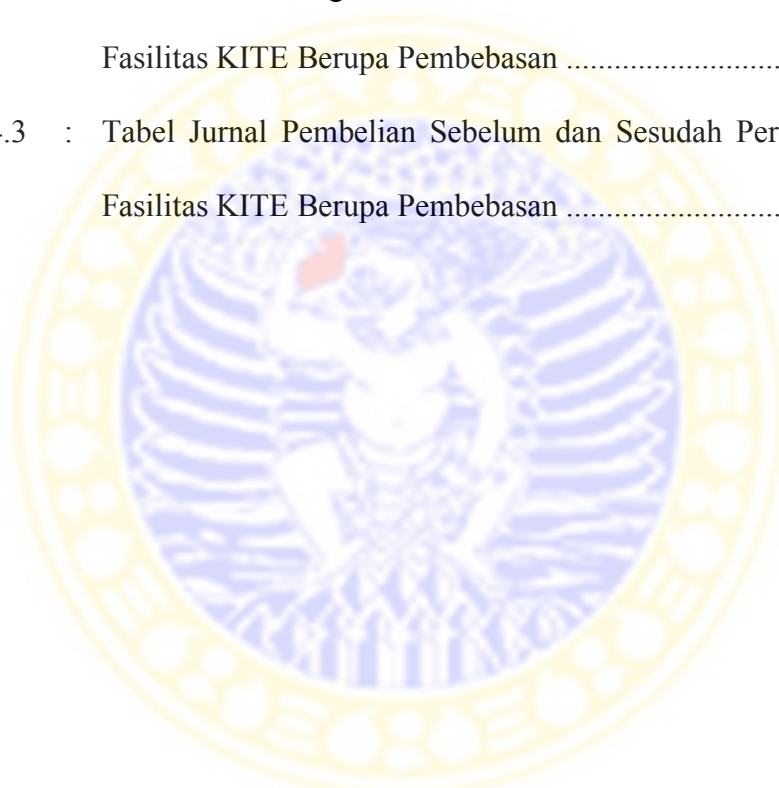 Fasilitas KITE Berupa Pembebasan ...........................
.3 : Tabel Jurnal Pembelian Sebelum dan Sesudah Per
Fasilitas KITE Berupa Pembebasan ...........................